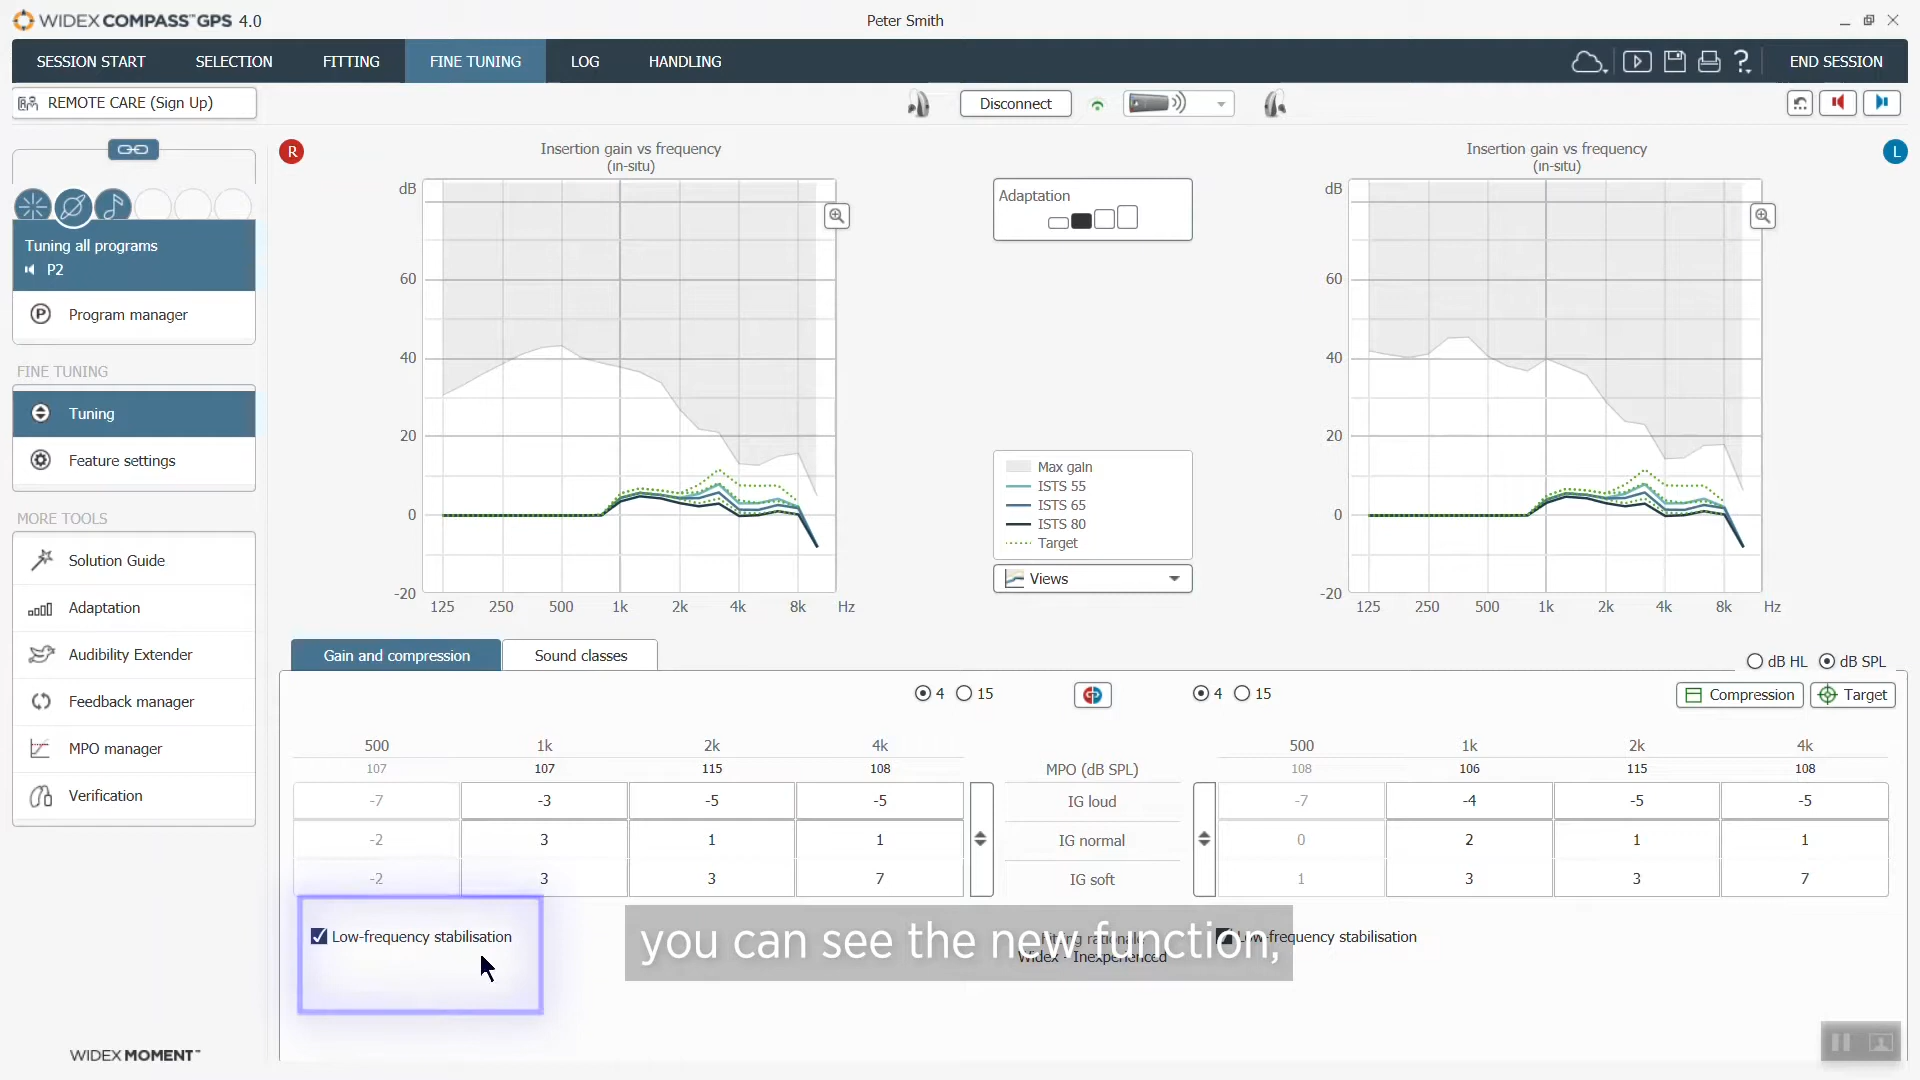 WIDEX COMPASS™ GPS 4.0
Peter Smith
SESSION START
SELECTION
FITTING
FINE TUNING
LOG
HANDLING
END SESSION
REMOTE CARE (Sign Up)
Disconnect
R
Insertion gain vs frequency
(in-situ)
dB
60
40
20
0
-20
125 250 500 1k 2k 4k 8k Hz
Adaptation
Max gain
ISTS 55
ISTS 65
ISTS 80
Target
Views
L
Insertion gain vs frequency
(in-situ)
dB
60
40
20
0
-20
125 250 500 1k 2k 4k 8k Hz
Tuning all programs
P2
P Program manager
FINE TUNING
Tuning
Feature settings
MORE TOOLS
Solution Guide
Adaptation
Audibility Extender
Feedback manager
MPO manager
Verification
WIDEX MOMENT™
Gain and compression
Sound classes
dB HL dB SPL
4 15
4 15
Compression
Target
500 1k 2k 4k
500 1k 2k 4k
107 107 115 108 MPO (dB SPL) 108 106 115 108
-7 -3 -5 -5 IG loud -7 -4 -5 -5
-2 3 1 1 IG normal 0 2 1 1
-2 3 3 7 IG soft 1 3 3 7
Low-frequency stabilisation
Fitting rationale
Low-frequency stabilisation
Widex - Inexperienced
you can see the new function,